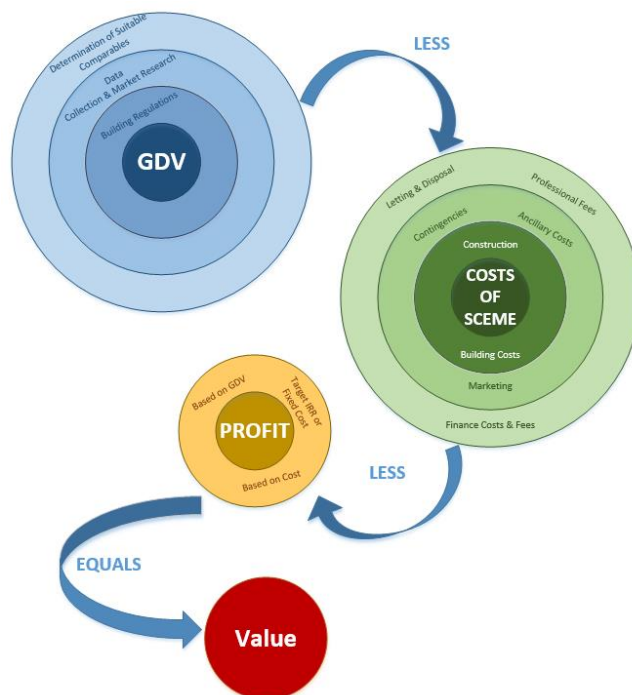 Determination of Suitable
Comparables
Data
Collection & Market Research
Building Regulations
GDV
LESS
Letting & Disposal
Professional Fees
Contingencies
Ancillary Costs
Construction
COSTS
OF
SCEME
Building Costs
Marketing
Finance Costs & Fees
LESS
Based on GDV
Target IRR or
Fixed Cost
PROFIT
Based on Cost
EQUALS
Value